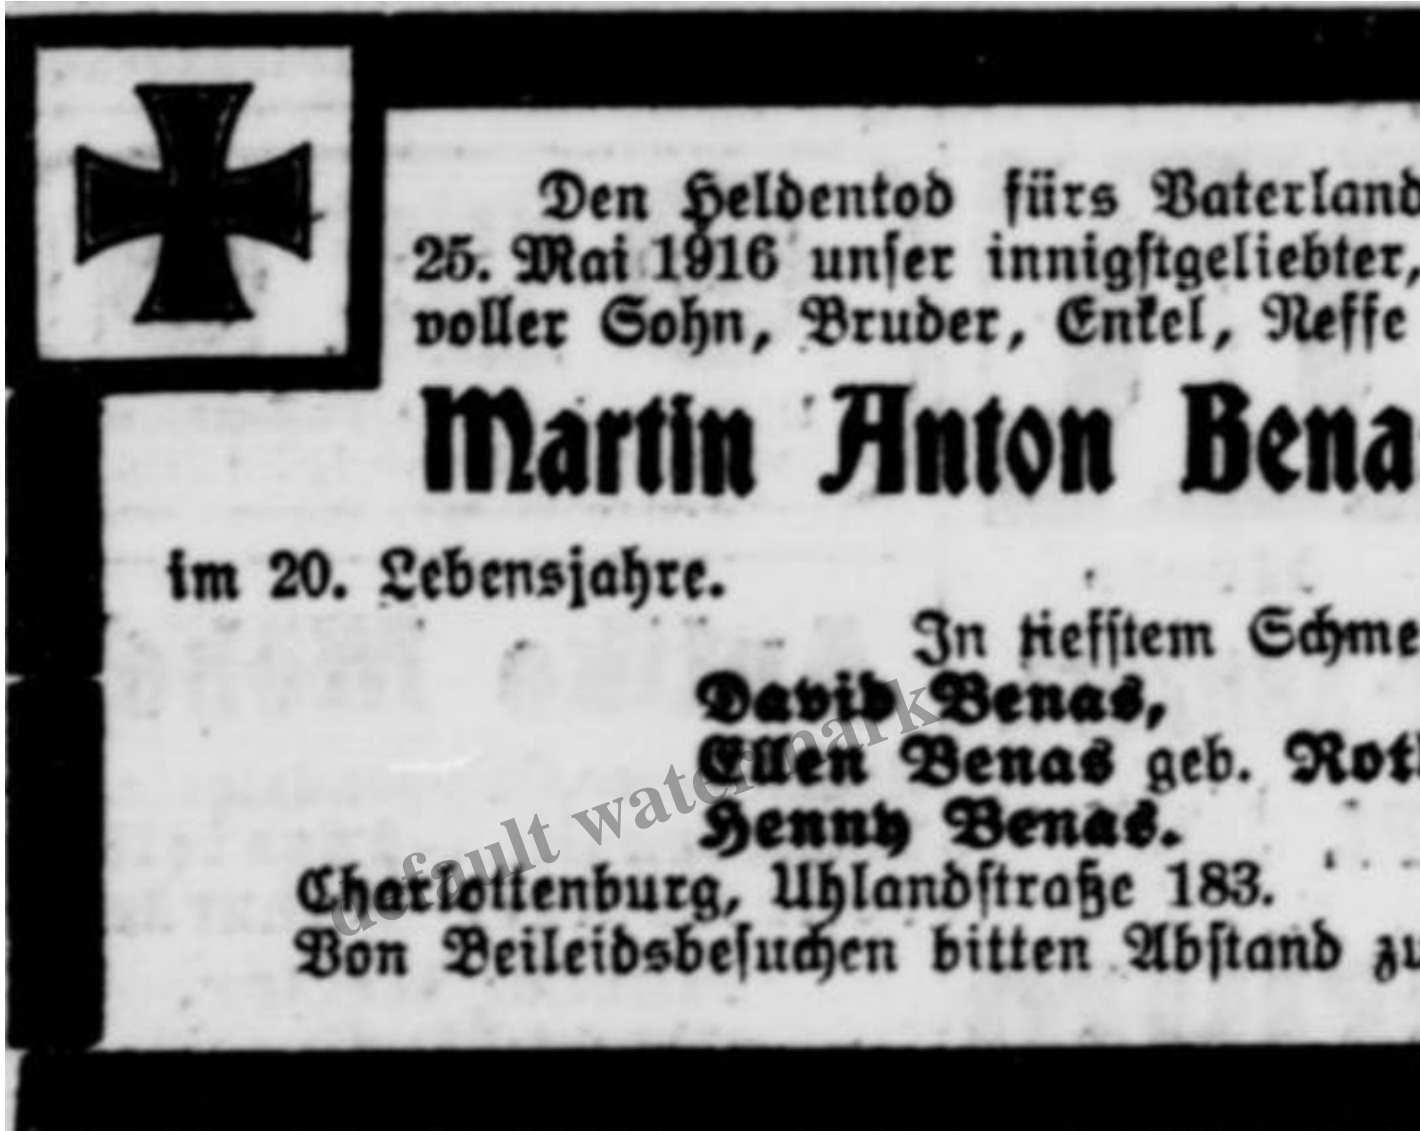 Den Heldentod fürs Vaterland
25. Mai 1916 unser innigstgeliebter,
voller Sohn, Bruder, Enkel, Neffe
Martin Anton Bena
im 20. Lebensjahre.
In tiefstem Schme
David Benas,
Ellen Benas geb. Roth
Henny Benas.
Charlottenburg, Uhlandstraße 183.
Von Beileidsbesuchen bitten Abstand zu
default watermark